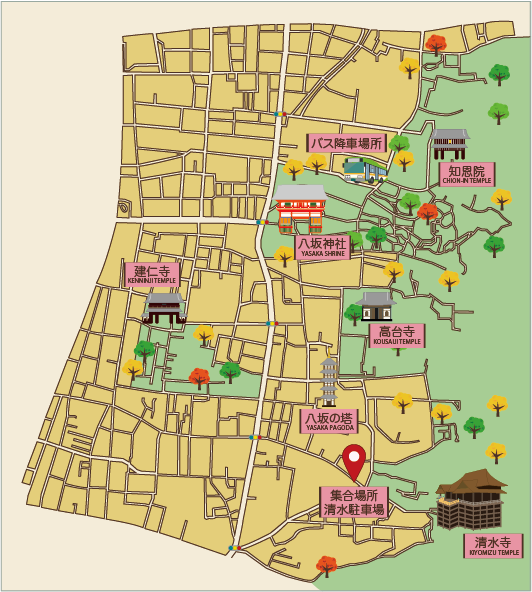 バス降車場所
知恩院
CHION-IN TEMPLE
八坂神社
YASAKA SHRINE
建仁寺
KENNINJI TEMPLE
高台寺
KOUSAIJI TEMPLE
八坂の塔
YASAKA PAGODA
集合場所
清水駐車場
清水寺
KIYOMIZU TEMPLE